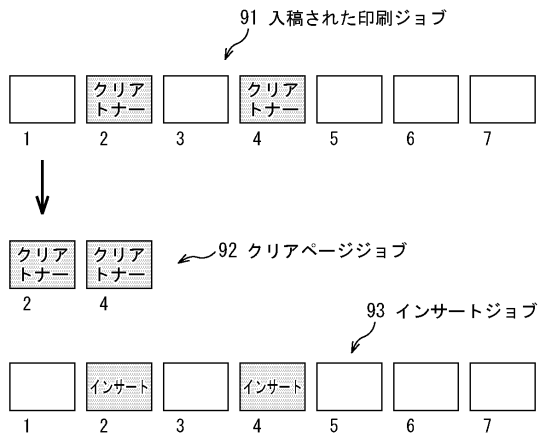 91 入稿された印刷ジョブ
クリア クリア
トナー トナー
1 2 3 4 5 6 7
クリア クリア
トナー トナー
92 クリアページジョブ
2 4
93 インサートジョブ
インサート インサート
1 2 3 4 5 6 7